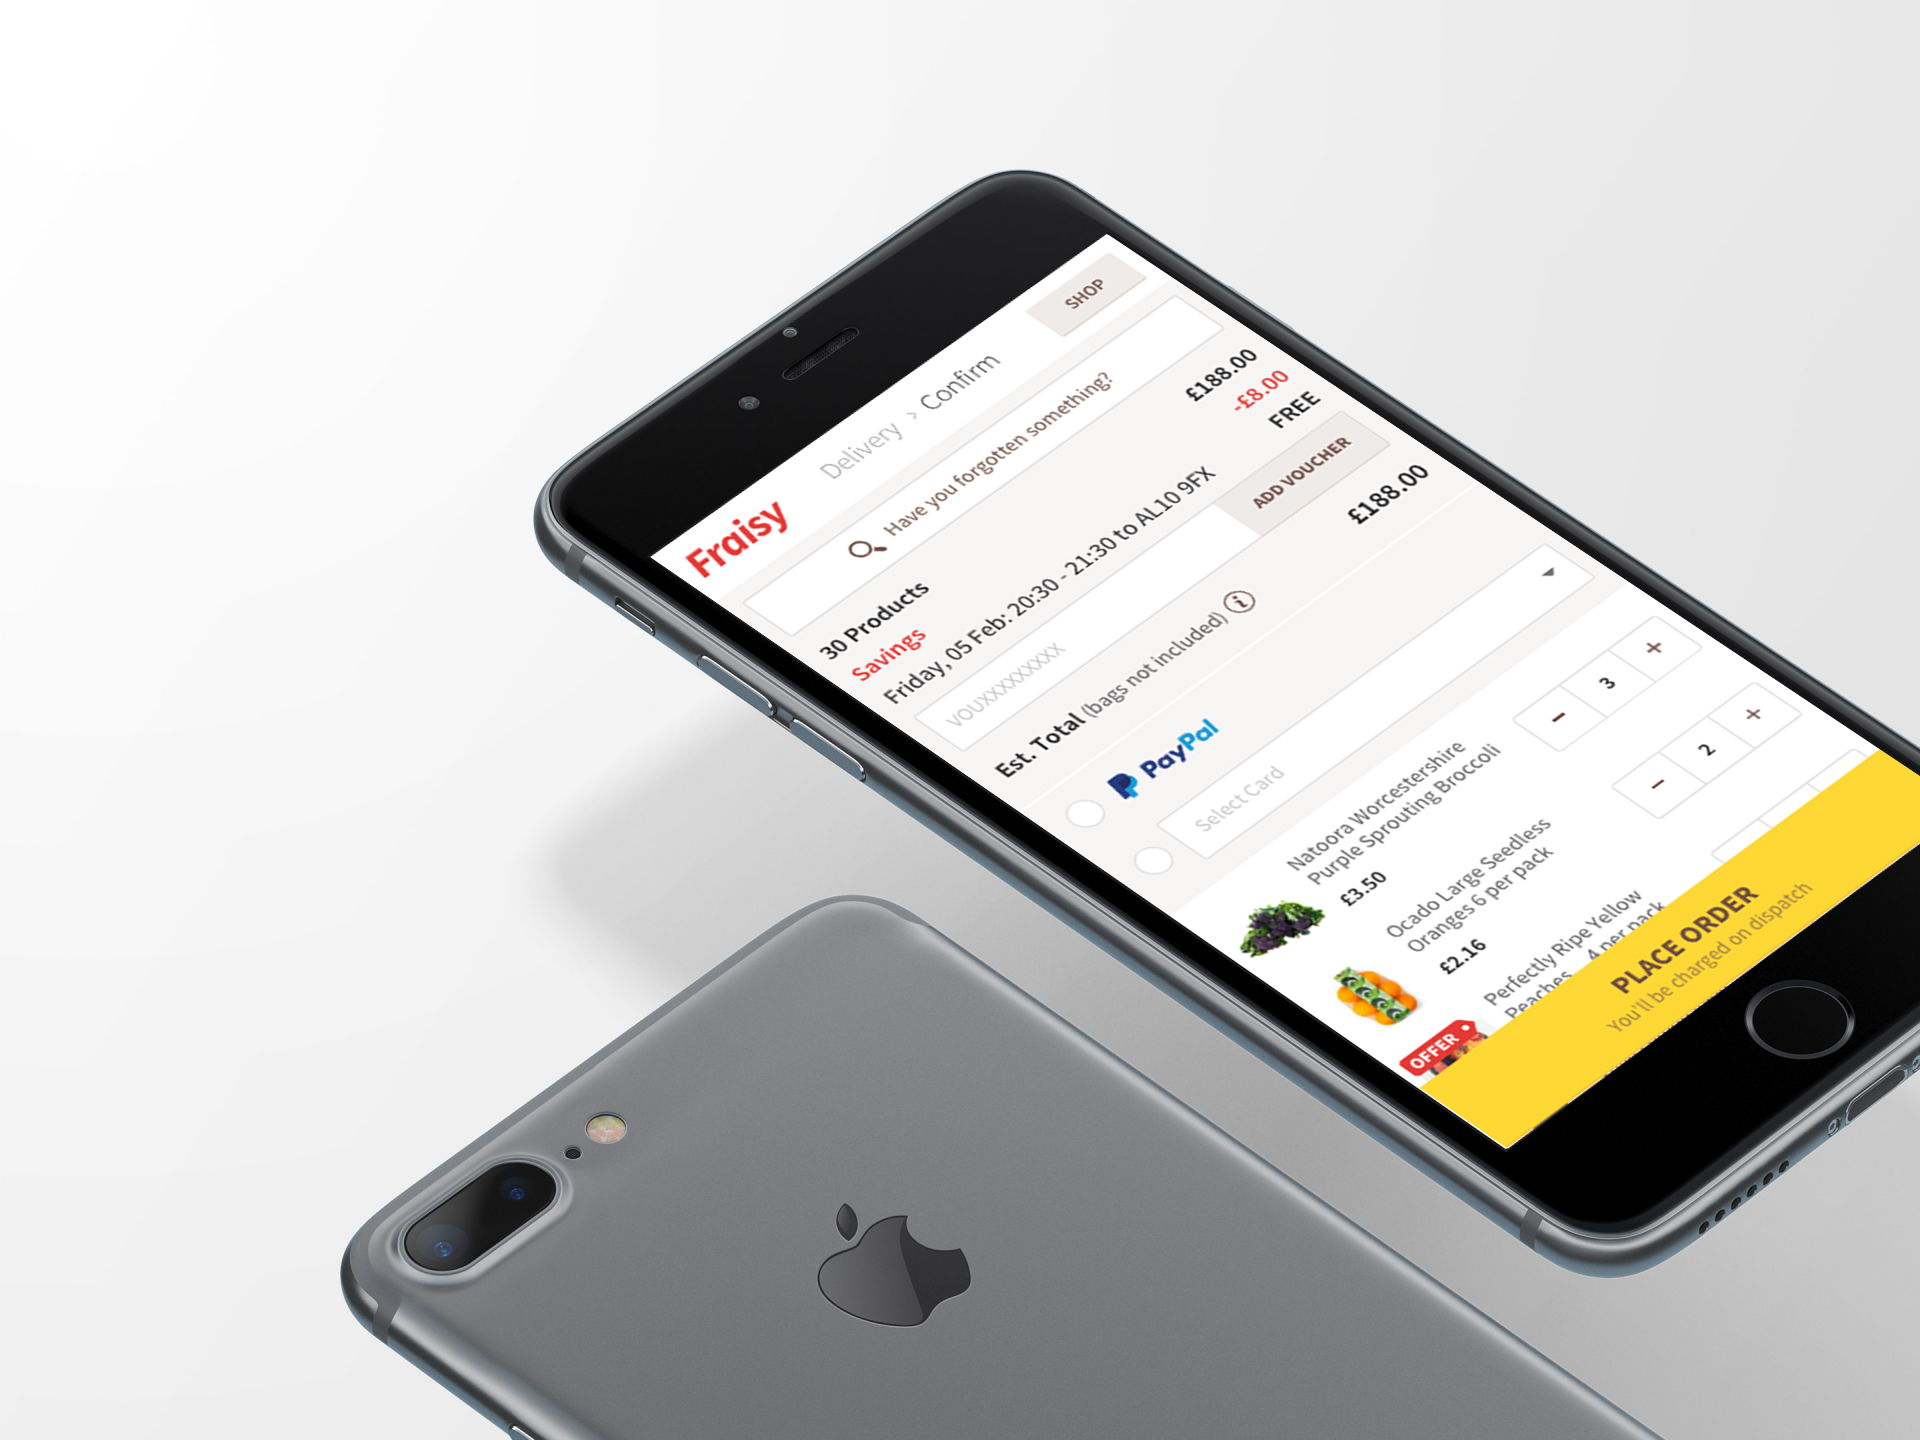 Fraisy
Delivery > Confirm
SHOP
Have you forgotten something?
30 Products £188.00
Savings -£8.00
Friday, 05 Feb: 20:30 - 21:30 to AL10 9FX FREE
VOUXXXXXXXXX ADD VOUCHER
Est. Total (bags not included) i £188.00
PayPal
Select Card
Natoora Worcestershire
Purple Sprouting Broccoli
£3.50
- 3 +
Ocado Large Seedless
Oranges 6 per pack
£2.16
- 2 +
OFFER
Perfectly Ripe Yellow
Peaches 4 per pack
PLACE ORDER
You'll be charged on dispatch